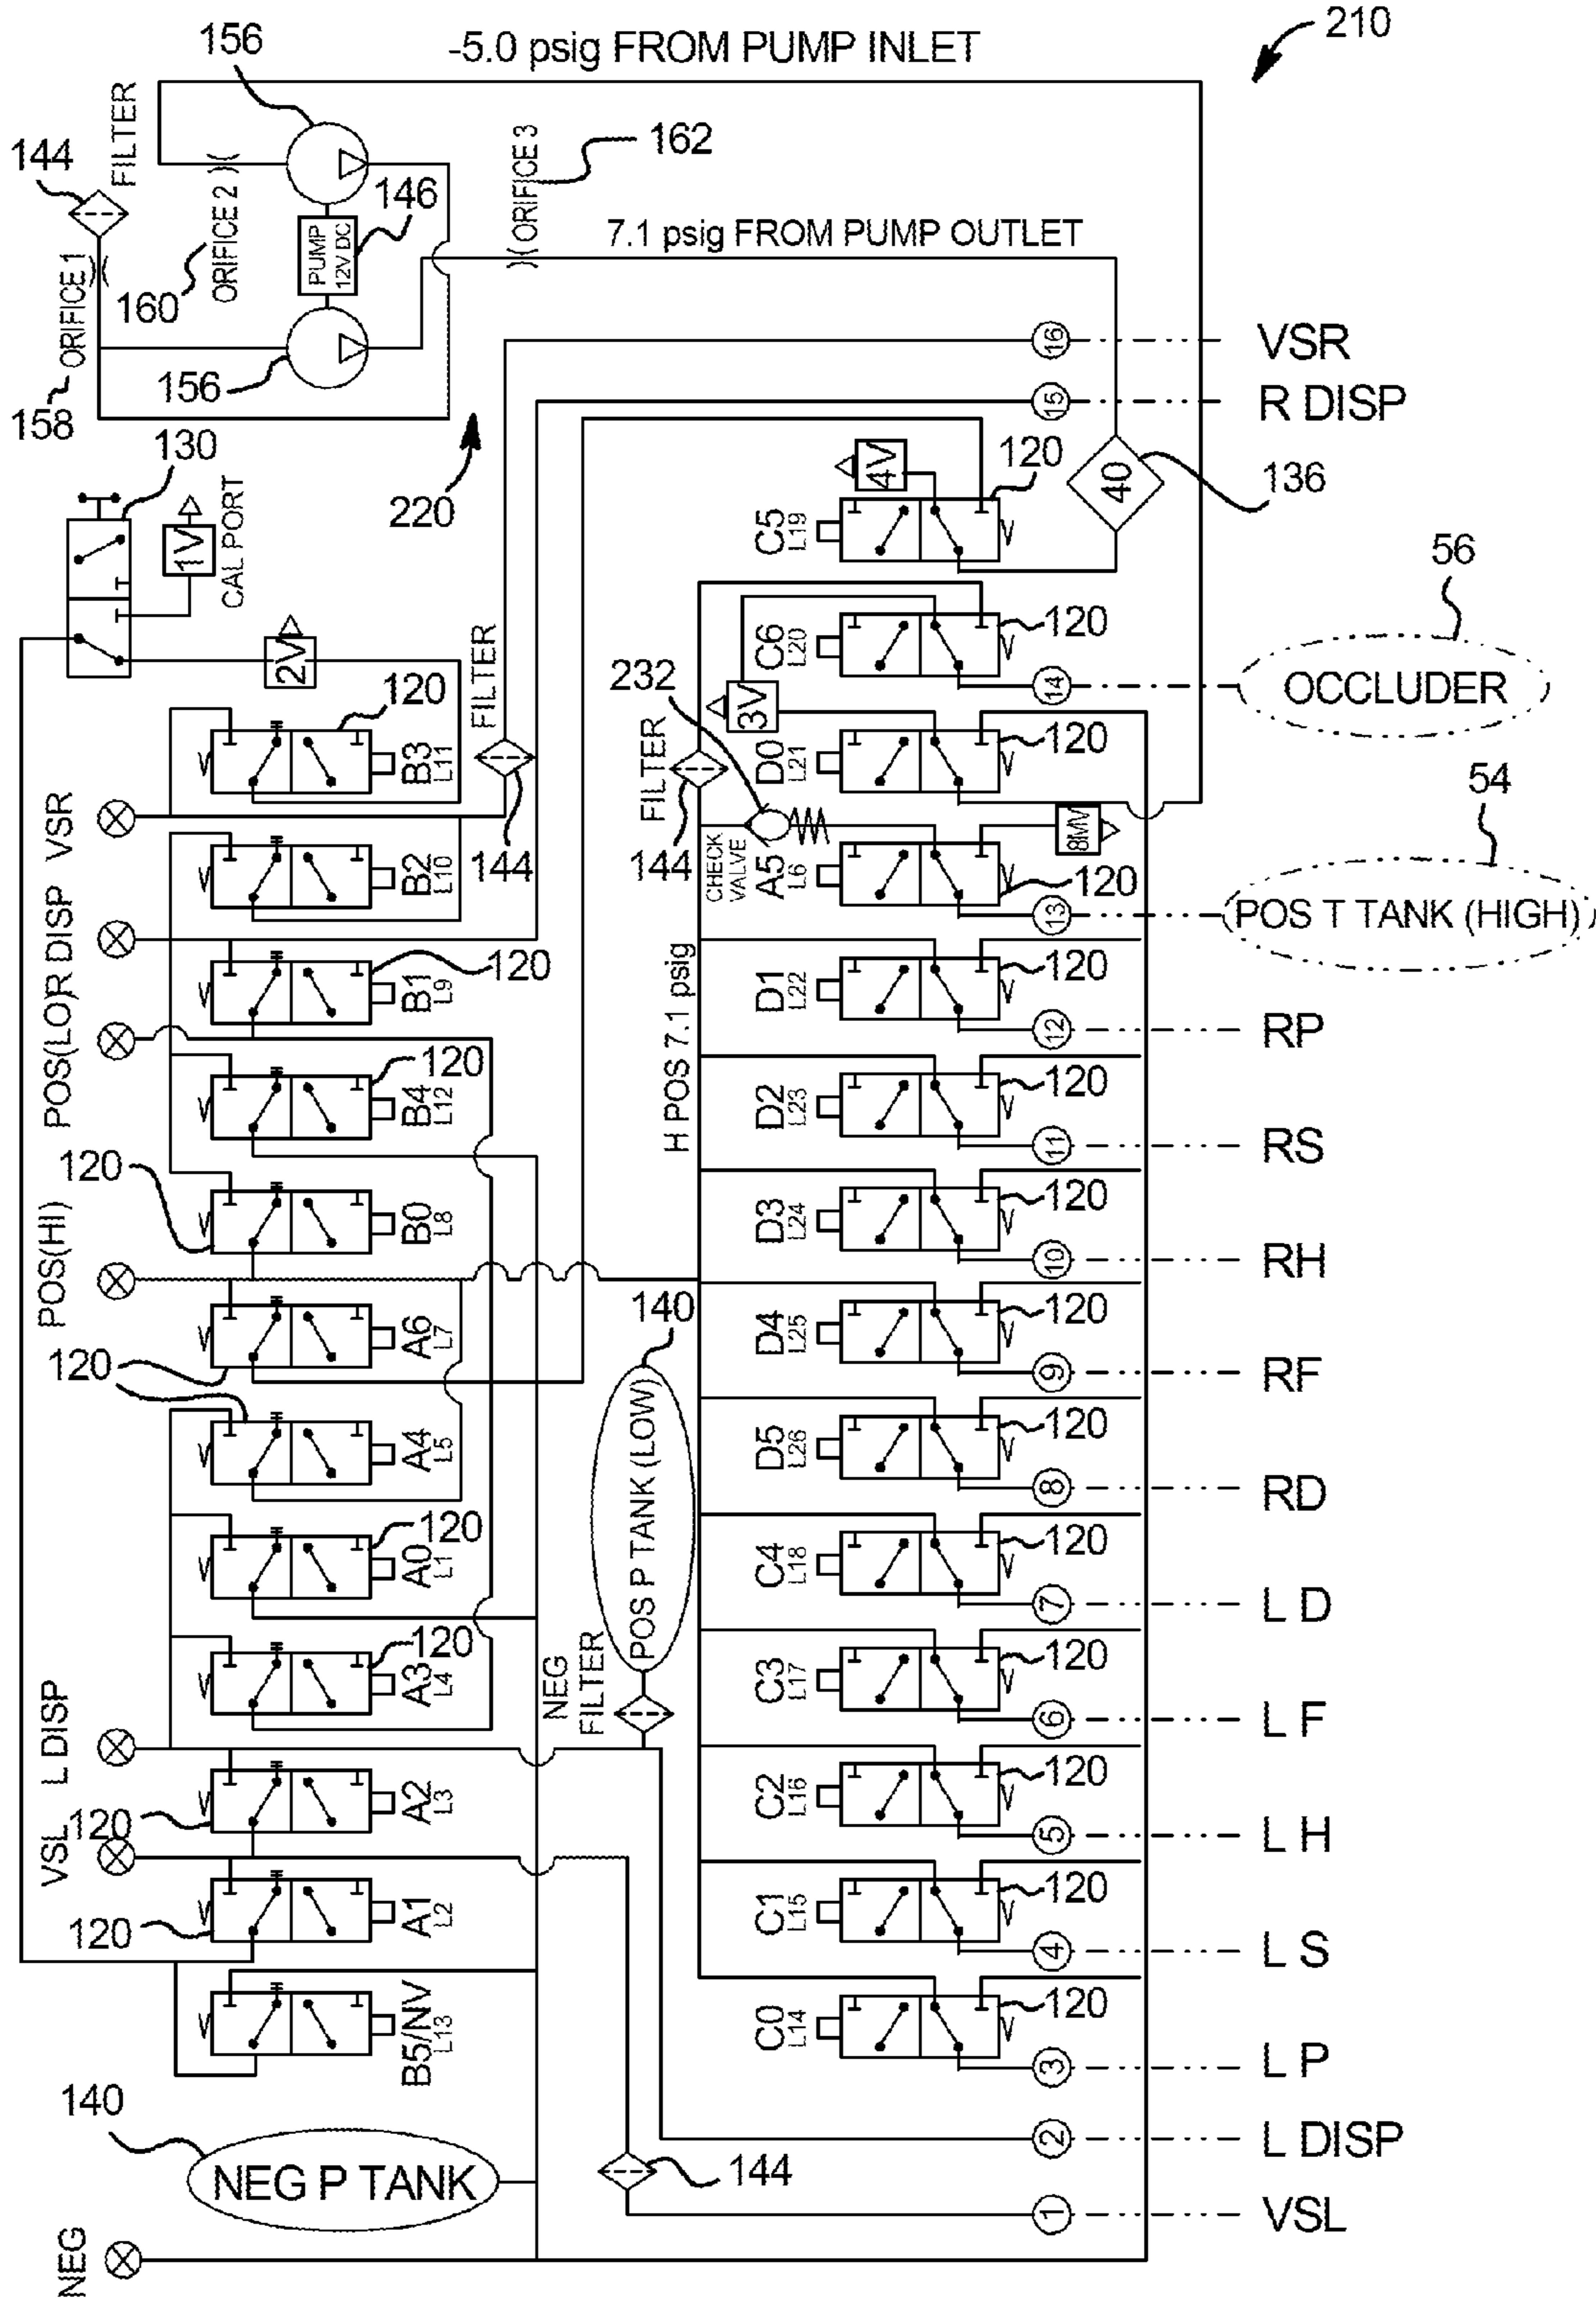 210
156
-5.0 psig FROM PUMP INLET
144
FILTER
ORIFICE 2
160
146
PUMP
12V DC
ORIFICE 3
162
7.1 psig FROM PUMP OUTLET
ORIFICE 1
158
156
16
VSR
15
R DISP
130
1V
CAL PORT
220
4V
120
C5
L19
40
136
2V
FILTER
144
C6
L20
120
14
56
OCCLUDER
232
3V
FILTER
144
D0
L21
120
VSR
B3
L11
120
B2
L10
CHECK
VALVE
8MV
A5
L6
120
13
54
POS T TANK (HIGH)
R DISP
B1
L9
120
H POS 7.1 psig
D1
L22
120
12
RP
POS(LO)
B4
L12
120
D2
L23
120
11
RS
120
B0
L8
D3
L24
120
10
RH
POS(HI)
A6
L7
120
D4
L25
120
9
RF
140
POS P TANK (LOW)
A4
L5
D5
L26
120
8
RD
A0
L1
120
C4
L18
120
7
L D
A3
L4
120
NEG
FILTER
C3
L17
120
6
L F
L DISP
A2
L3
120
C2
L16
120
5
L H
VSL
A1
L2
120
C1
L15
120
4
L S
B5/NV
L13
C0
L14
120
3
L P
140
NEG P TANK
144
2
L DISP
1
VSL
NEG